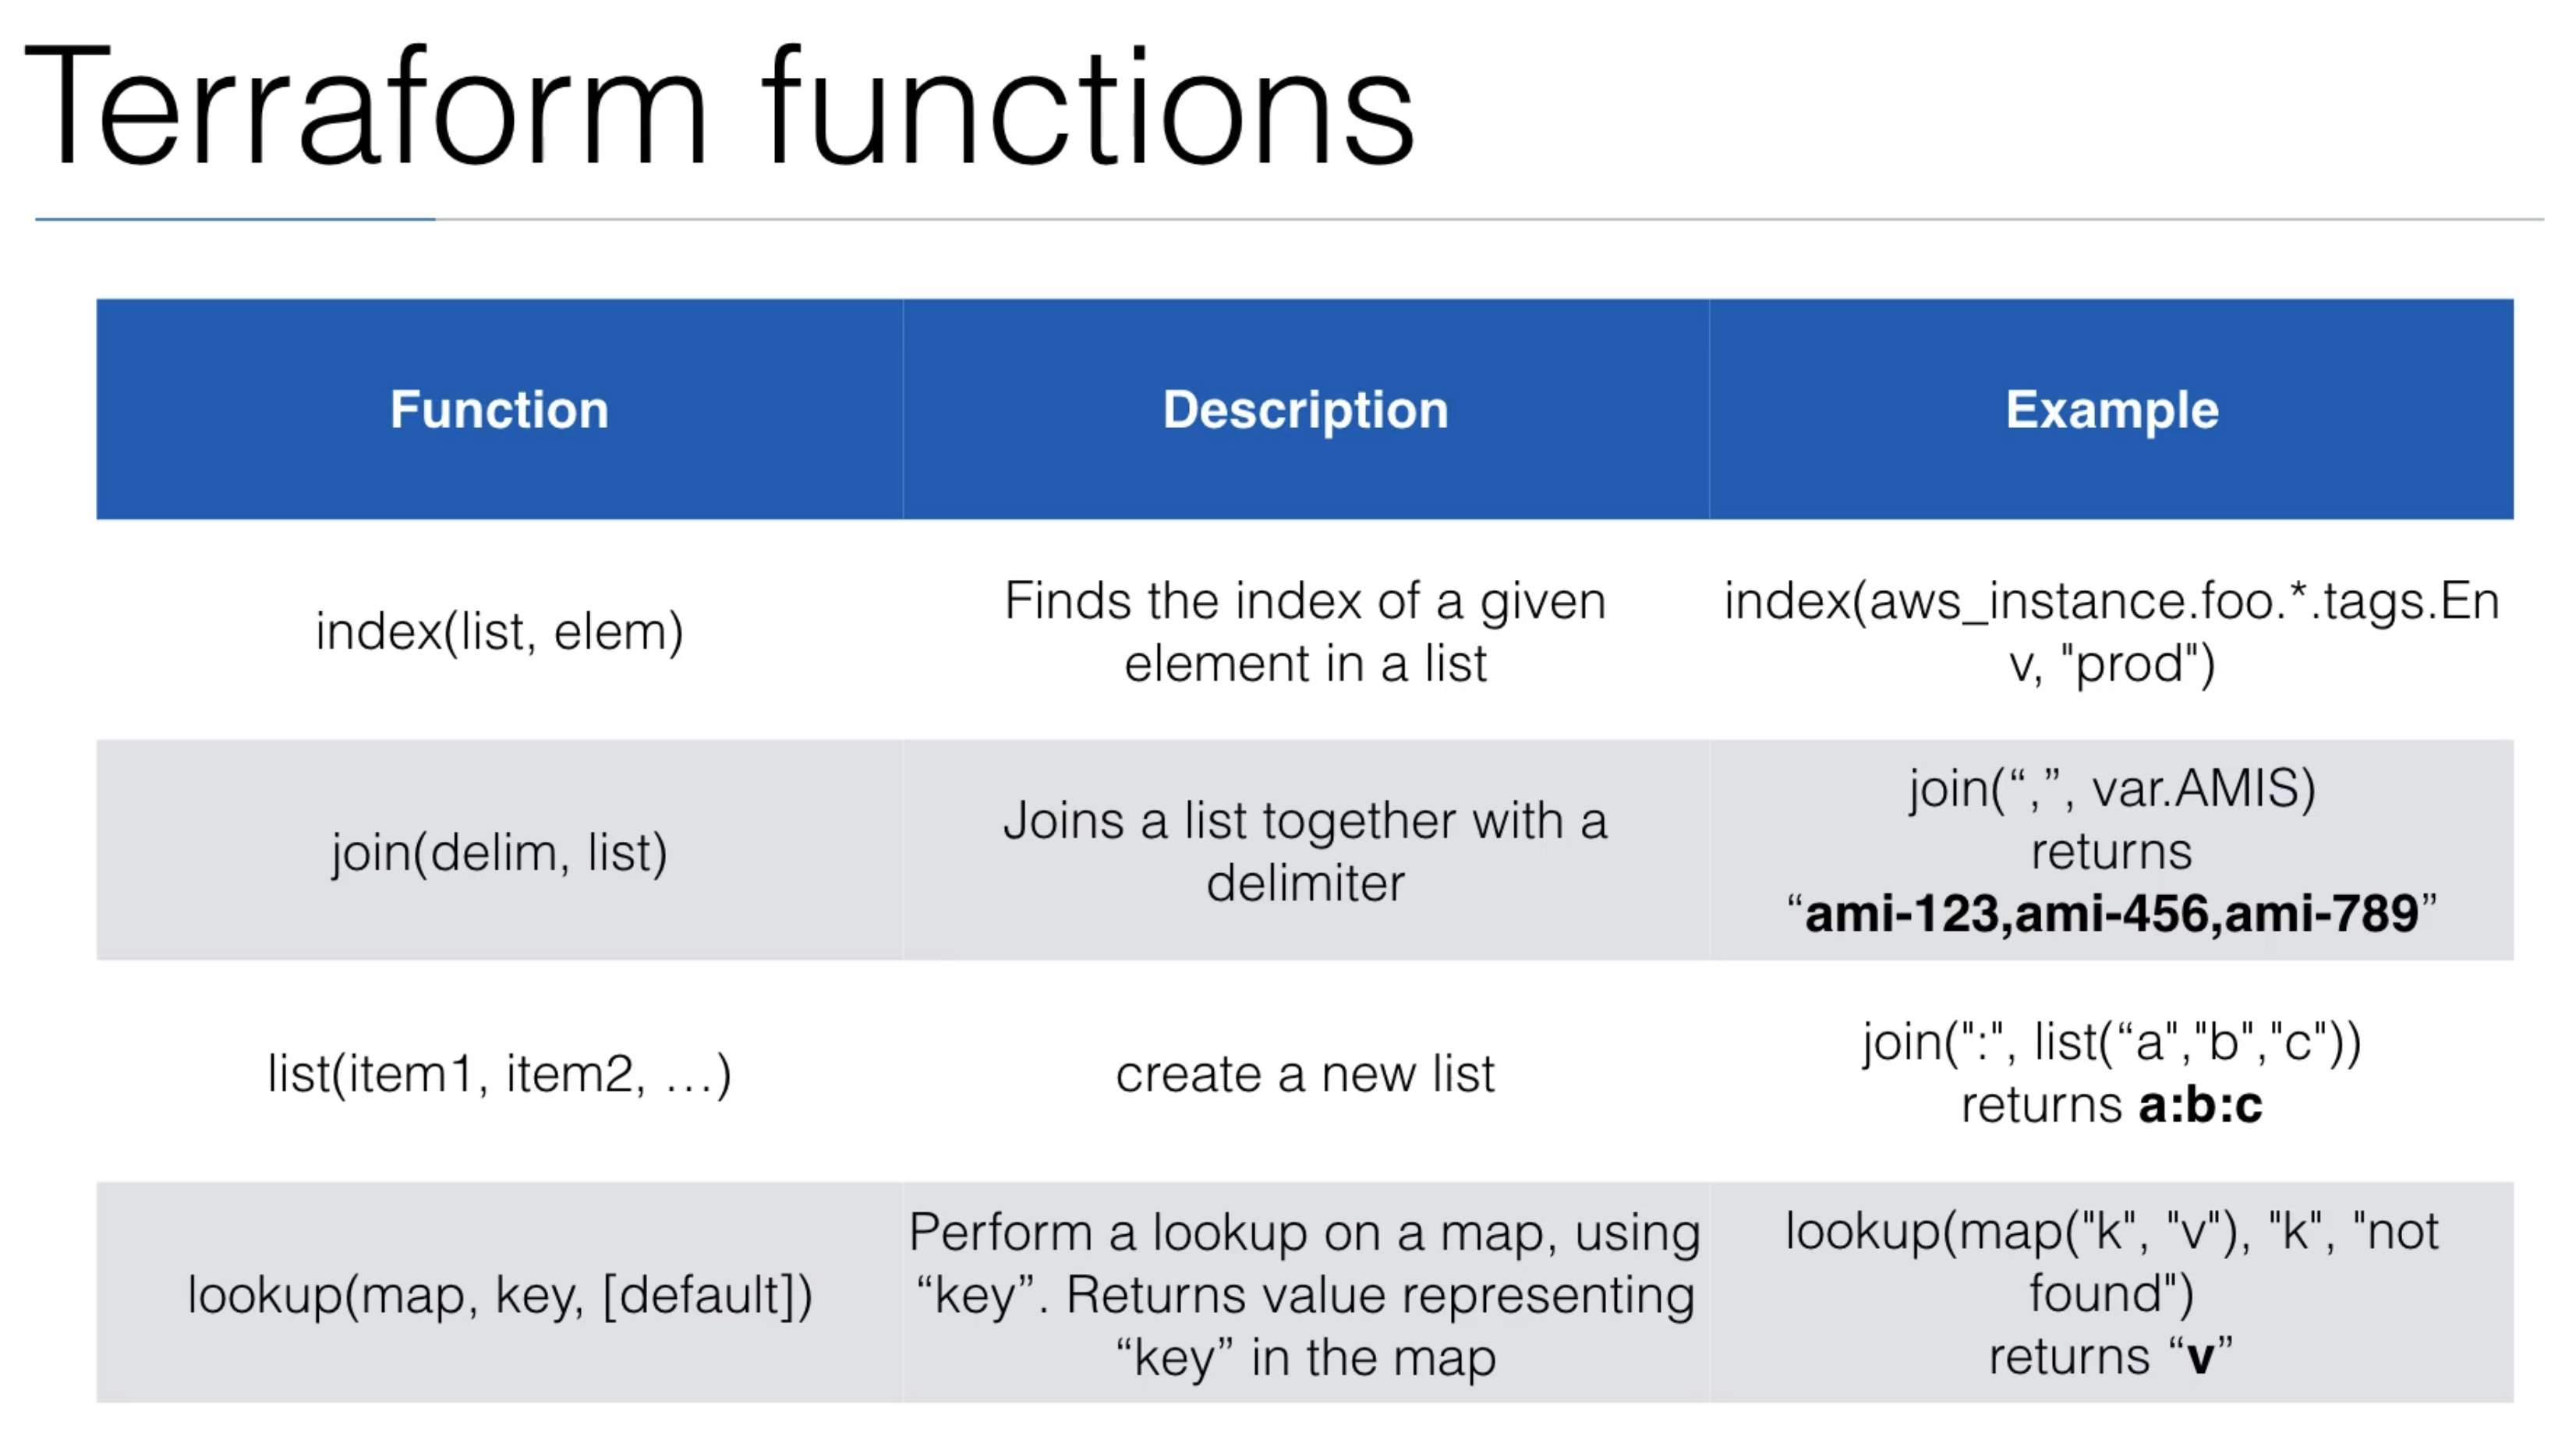 Terraform functions
Function
Description
Example
index(list, elem)
Finds the index of a given
element in a list
index(aws_instance.foo.*.tags.En
v, "prod")
join(delim, list)
Joins a list together with a
delimiter
join(“,”, var.AMIS)
returns
“ami-123,ami-456,ami-789”
list(item1, item2, …)
create a new list
join(":", list(“a","b","c"))
returns a:b:c
lookup(map, key, [default])
Perform a lookup on a map, using
“key”. Returns value representing
“key” in the map
lookup(map("k", "v"), "k", "not
found")
returns “v”